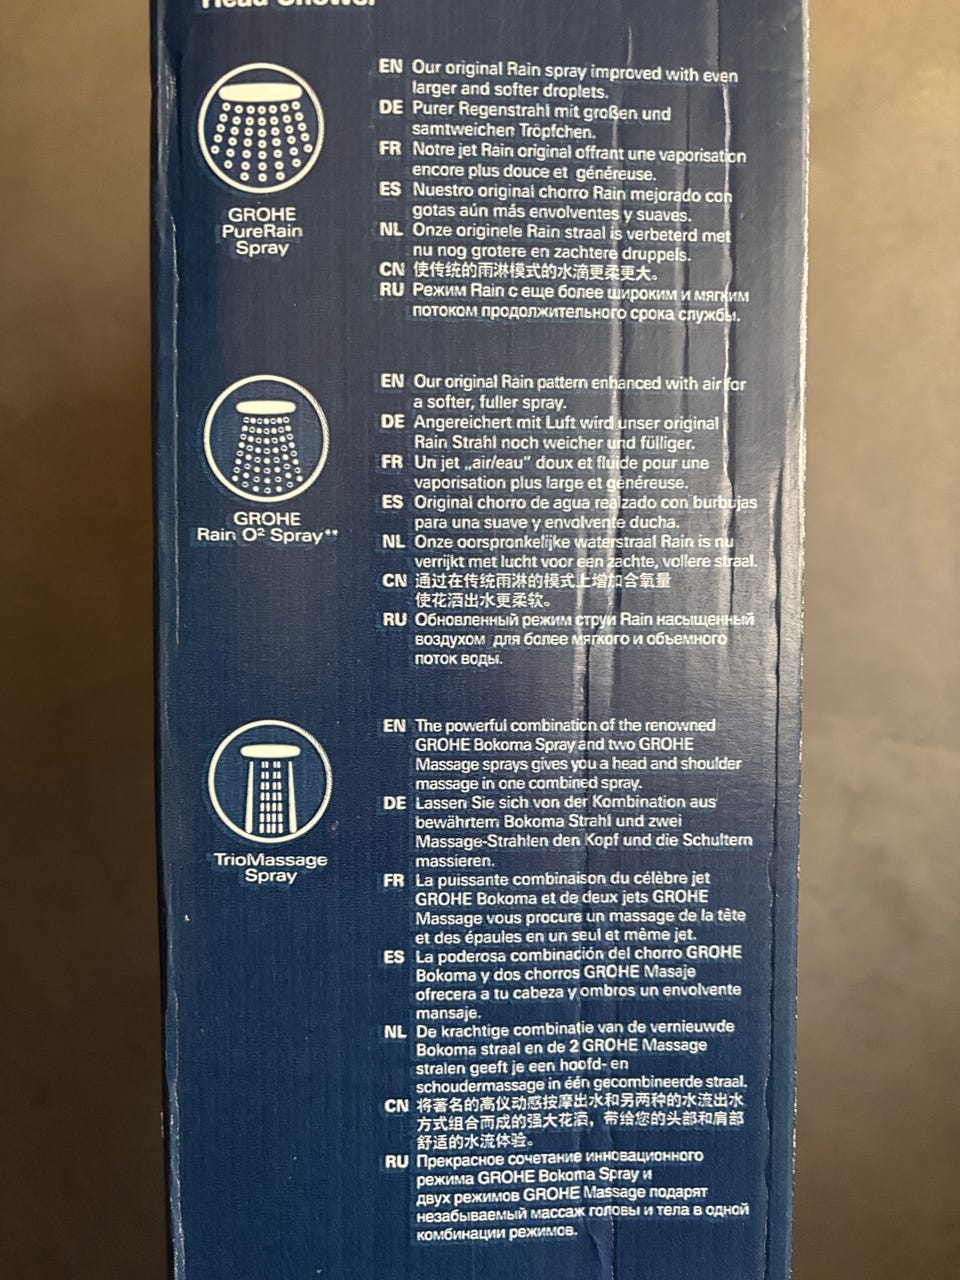 Head Shower
GROHE
PureRain
Spray
EN Our original Rain spray improved with even
larger and softer droplets.
DE Purer Regenstrahl mit großen und
samtweichen Tröpfchen.
FR Notre jet Rain original offrant une vaporisation
encore plus douce et généreuse.
ES Nuestro original chorro Rain mejorado con
gotas aún más envolventes y suaves.
NL Onze originele Rain straal is verbeterd met
nu nog grotere en zachtere druppels.
CN 使传统的雨淋模式的水滴更柔更大。
RU Режим Rain с еще более широким и мягким
потоком продолжительного срока службы.
GROHE
Rain O² Spray**
EN Our original Rain pattern enhanced with air for
a softer, fuller spray.
DE Angereichert mit Luft wird unser original
Rain Strahl noch weicher und fülliger.
FR Un jet „air/eau“ doux et fluide pour une
vaporisation plus large et généreuse.
ES Original chorro de agua realzado con burbujas
para una suave y envolvente ducha.
NL Onze oorspronkelijke waterstraal Rain is nu
verrijkt met lucht voor een zachte, vollere straal.
CN 通过在传统雨淋的模式上增加含氧量
使花洒出水更柔软。
RU Обновленный режим струи Rain насыщенный
воздухом для более мягкого и объемного
поток воды.
TrioMassage
Spray
EN The powerful combination of the renowned
GROHE Bokoma Spray and two GROHE
Massage sprays gives you a head and shoulder
massage in one combined spray.
DE Lassen Sie sich von der Kombination aus
bewährtem Bokoma Strahl und zwei
Massage-Strahlen den Kopf und die Schultern
massieren.
FR La puissante combinaison du célèbre jet
GROHE Bokoma et de deux jets GROHE
Massage vous procure un massage de la tête
et des épaules en un seul et même jet.
ES La poderosa combinación del chorro GROHE
Bokoma y dos chorros GROHE Masaje
ofrecera a tu cabeza y ombros un envolvente
mansaje.
NL De krachtige combinatie van de vernieuwde
Bokoma straal en de 2 GROHE Massage
stralen geeft je een hoofd- en
schoudermassage in één gecombineerde straal.
CN 将著名的高仪动感按摩出水和另两种的水流出水
方式组合而成的强大花洒，带给您的头部和肩部
舒适的水流体验。
RU Прекрасное сочетание инновационного
режима GROHE Bokoma Spray и
двух режимов GROHE Massage подарят
незабываемый массаж головы и тела в одной
комбинации режимов.